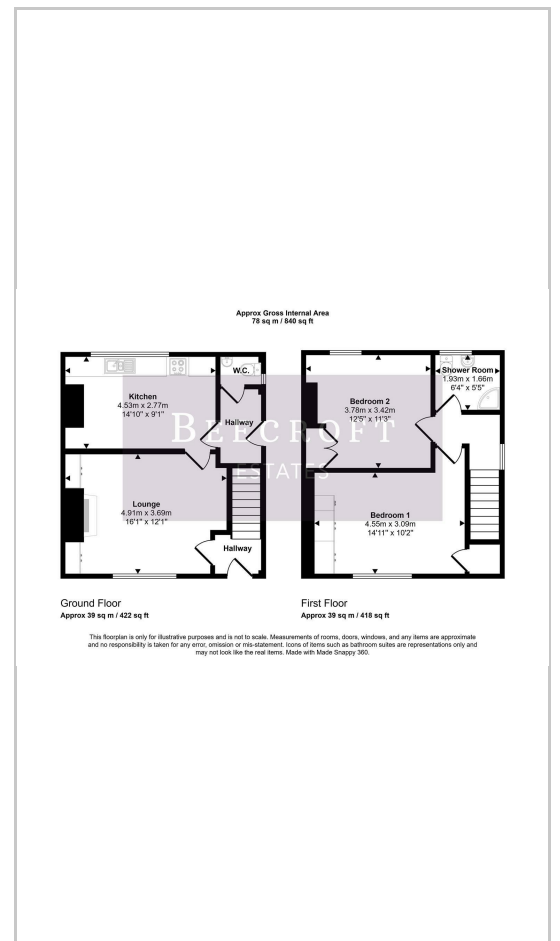 Approx Gross Internal Area
78 sq m / 840 sq ft
W.C.
Kitchen
4.53m x 2.77m
14'10" x 9'1"
Hallway
Lounge
4.91m x 3.69m
16'1" x 12'1"
Hallway
Shower Room
1.93m x 1.66m
6'4" x 5'5"
Bedroom 2
3.78m x 3.42m
12'5" x 11'3"
Bedroom 1
4.55m x 3.09m
14'11" x 10'2"
BEECROFT
ESTATES
Ground Floor
Approx 39 sq m / 422 sq ft
First Floor
Approx 39 sq m / 418 sq ft
This floorplan is only for illustrative purposes and is not to scale. Measurements of rooms, doors, windows, and any items are approximate
and no responsibility is taken for any error, omission or mis-statement. Icons of items such as bathroom suites are representations only and
may not look like the real items. Made with Made Snappy 360.